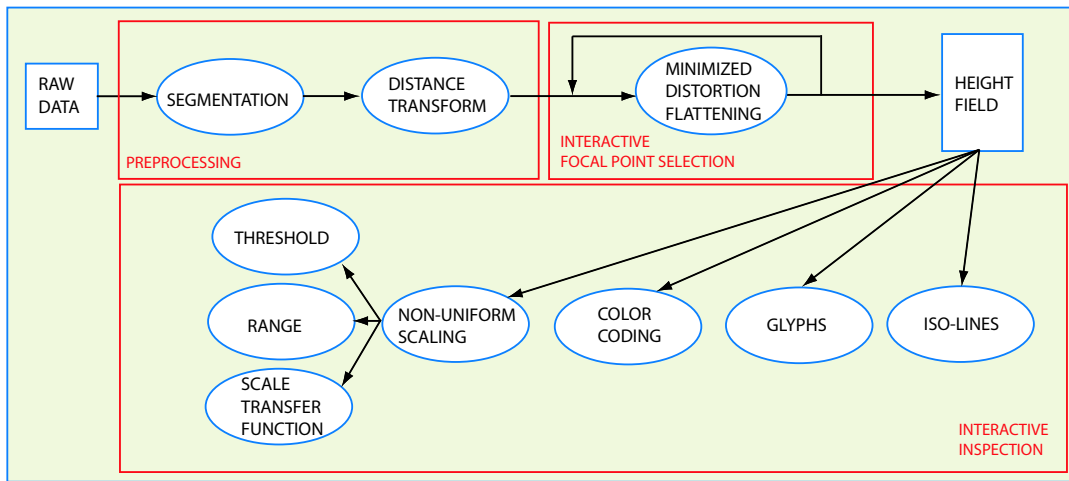 RAW
DATA
SEGMENTATION
DISTANCE
TRANSFORM
PREPROCESSING
MINIMIZED
DISTORTION
FLATTENING
INTERACTIVE
FOCAL POINT SELECTION
HEIGHT
FIELD
THRESHOLD
RANGE
SCALE
TRANSFER
FUNCTION
NON-UNIFORM
SCALING
COLOR
CODING
GLYPHS
ISO-LINES
INTERACTIVE
INSPECTION